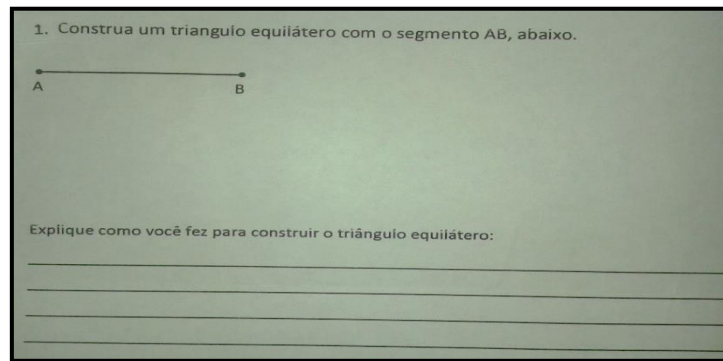 1. Construa um triangulo equilátero com o segmento AB, abaixo.
A B
Explique como você fez para construir o triângulo equilátero: